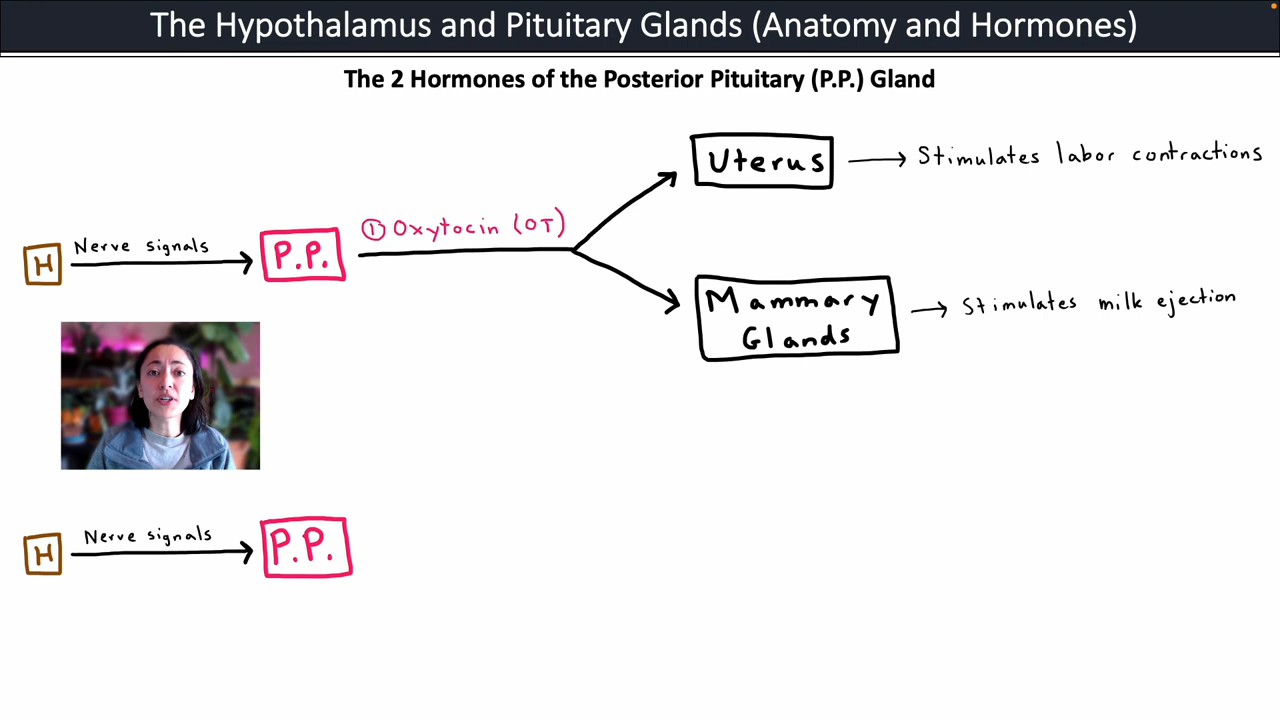 The Hypothalamus and Pituitary Glands (Anatomy and Hormones)
The 2 Hormones of the Posterior Pituitary (P.P.) Gland
Uterus
Stimulates labor contractions
H
Nerve signals
P.P.
① Oxytocin (OT)
Mammary
Glands
Stimulates milk ejection
H
Nerve signals
P.P.